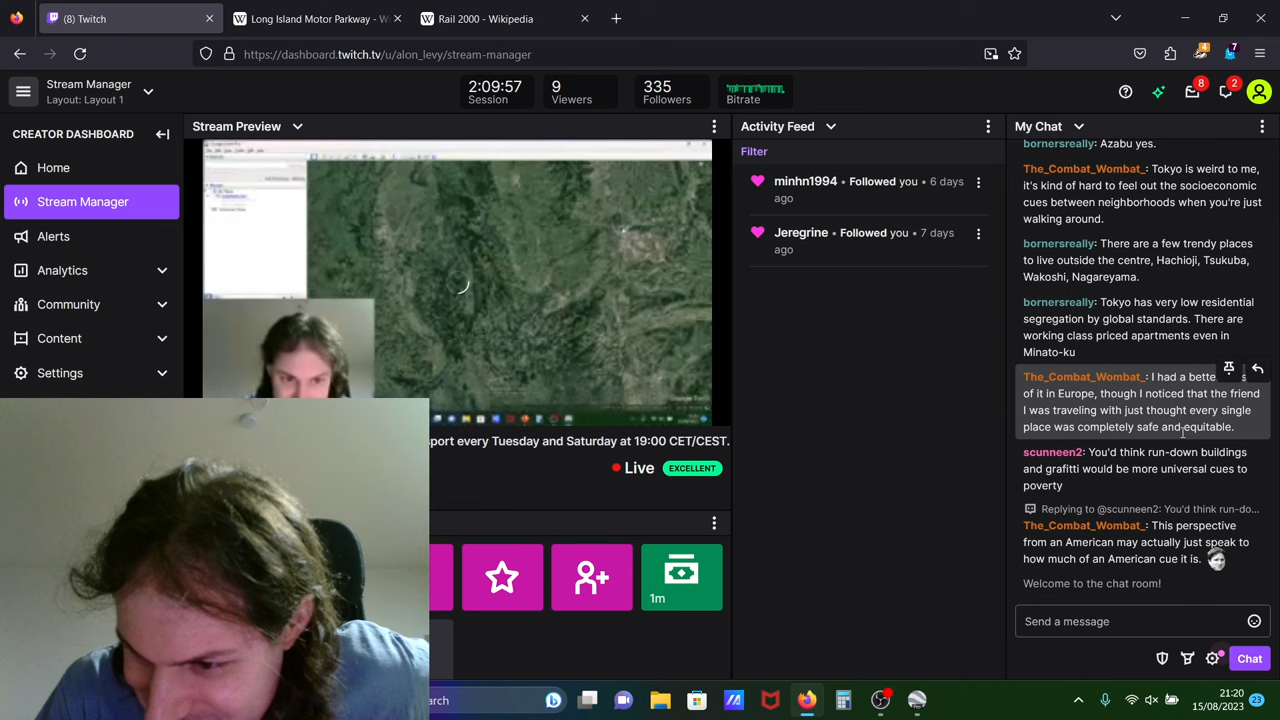 (8) Twitch
Long Island Motor Parkway - W
Rail 2000 - Wikipedia
https://dashboard.twitch.tv/u/alon_levy/stream-manager
4
7
Stream Manager
Layout: Layout 1
2:09:57
Session
9
Viewers
335
Followers
Bitrate
8
2
CREATOR DASHBOARD
Home
Stream Manager
Alerts
Analytics
Community
Content
Settings
Stream Preview
sport every Tuesday and Saturday at 19:00 CET/CEST.
Live
EXCELLENT
1m
Activity Feed
Filter
minhn1994 • Followed you • 6 days
ago
Jeregrine • Followed you • 7 days
ago
My Chat
bornersreally: And yes.
The_Combat_Wombat_: Tokyo is weird to me,
it's kind of hard to tell out the socioeconomic
cues between neighborhoods when you're just
walking around.
bornersreally: There are a few trendy places
to live outside the centre, Hachioji, Tsukuba,
Wakoshi, Nagareyama.
bornersreally: Tokyo has very low residential
segregation by global standards. There are
working class priced apartments even in
Minato-ku
The_Combat_Wombat_: I had a bette
of it in Europe, though I noticed that the friend
I was traveling with just thought every single
place was completely safe and equitable.
scunneen2: You'd think run-down buildings
and grafitti would be more universal cues to
poverty
Replying to @scunneen2: You'd think run-do...
The_Combat_Wombat_: This perspective
from an American may actually just speak to
how much of an American cue it is.
Welcome to the chat room!
Send a message
Chat
earch
21:20
15/08/2023
23